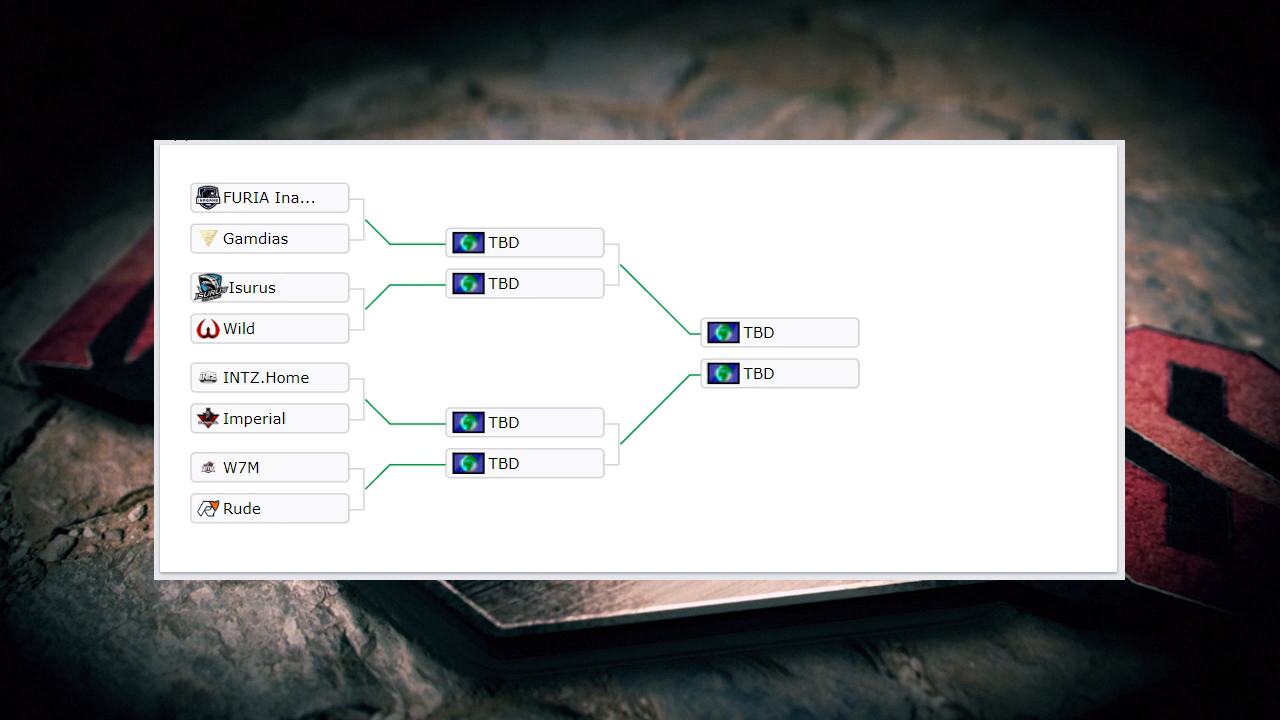 FURIA Ina...
Gamdias
Isurus
Wild
INTZ.Home
Imperial
W7M
Rude
TBD
TBD
TBD
TBD
TBD
TBD